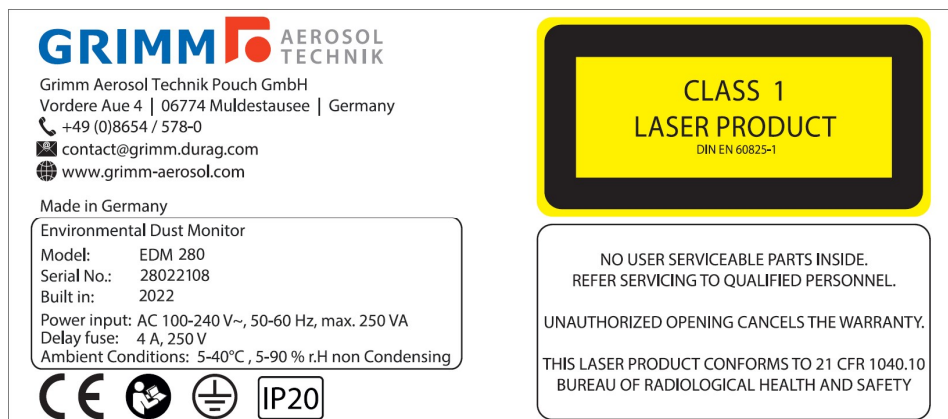 GRIMM AEROSOL
TECHNIK
Grimm Aerosol Technik Pouch GmbH
Vordere Aue 4 | 06774 Muldestausee | Germany
+49 (0)8654 / 578-0
contact@grimm.durag.com
www.grimm-aerosol.com
Made in Germany
Environmental Dust Monitor
Model: EDM 280
Serial No.: 28022108
Built in: 2022
Power input: AC 100-240 V~, 50-60 Hz, max. 250 VA
Delay fuse: 4 A, 250 V
Ambient Conditions: 5-40°C , 5-90 % r.H non Condensing
CE IP20
CLASS 1
LASER PRODUCT
DIN EN 60825-1
NO USER SERVICEABLE PARTS INSIDE.
REFER SERVICING TO QUALIFIED PERSONNEL.
UNAUTHORIZED OPENING CANCELS THE WARRANTY.
THIS LASER PRODUCT CONFORMS TO 21 CFR 1040.10
BUREAU OF RADIOLOGICAL HEALTH AND SAFETY